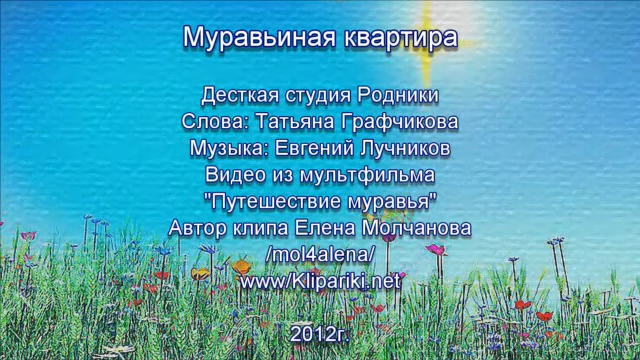 Муравьиная квартира
Десткая студия Родники
Слова: Татьяна Графчикова
Музыка: Евгений Лучников
Видео из мультфильма
"Путешествие муравья"
Автор клипа Елена Молчанова
/mol4alena/
www/Klipariki.net
2012г.